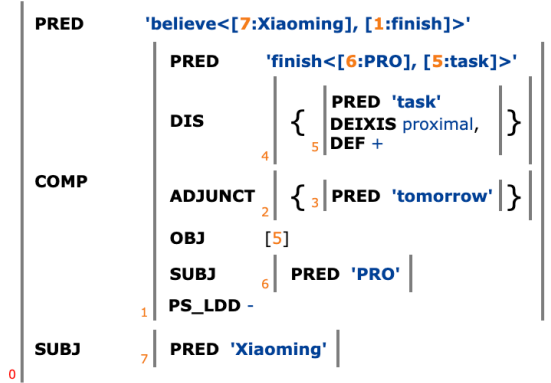 PRED 'believe<[7:Xiaoming], [1:finish]>'
PRED 'finish<[6:PRO], [5:task]>'
PRED 'task'
DIS { DEIXIS proximal, }
5 DEF +
4
COMP
ADJUNCT 2 { 3 PRED 'tomorrow' }
OBJ [5]
SUBJ 6 PRED 'PRO'
1 PS_LDD -
SUBJ 7 PRED 'Xiaoming'
0